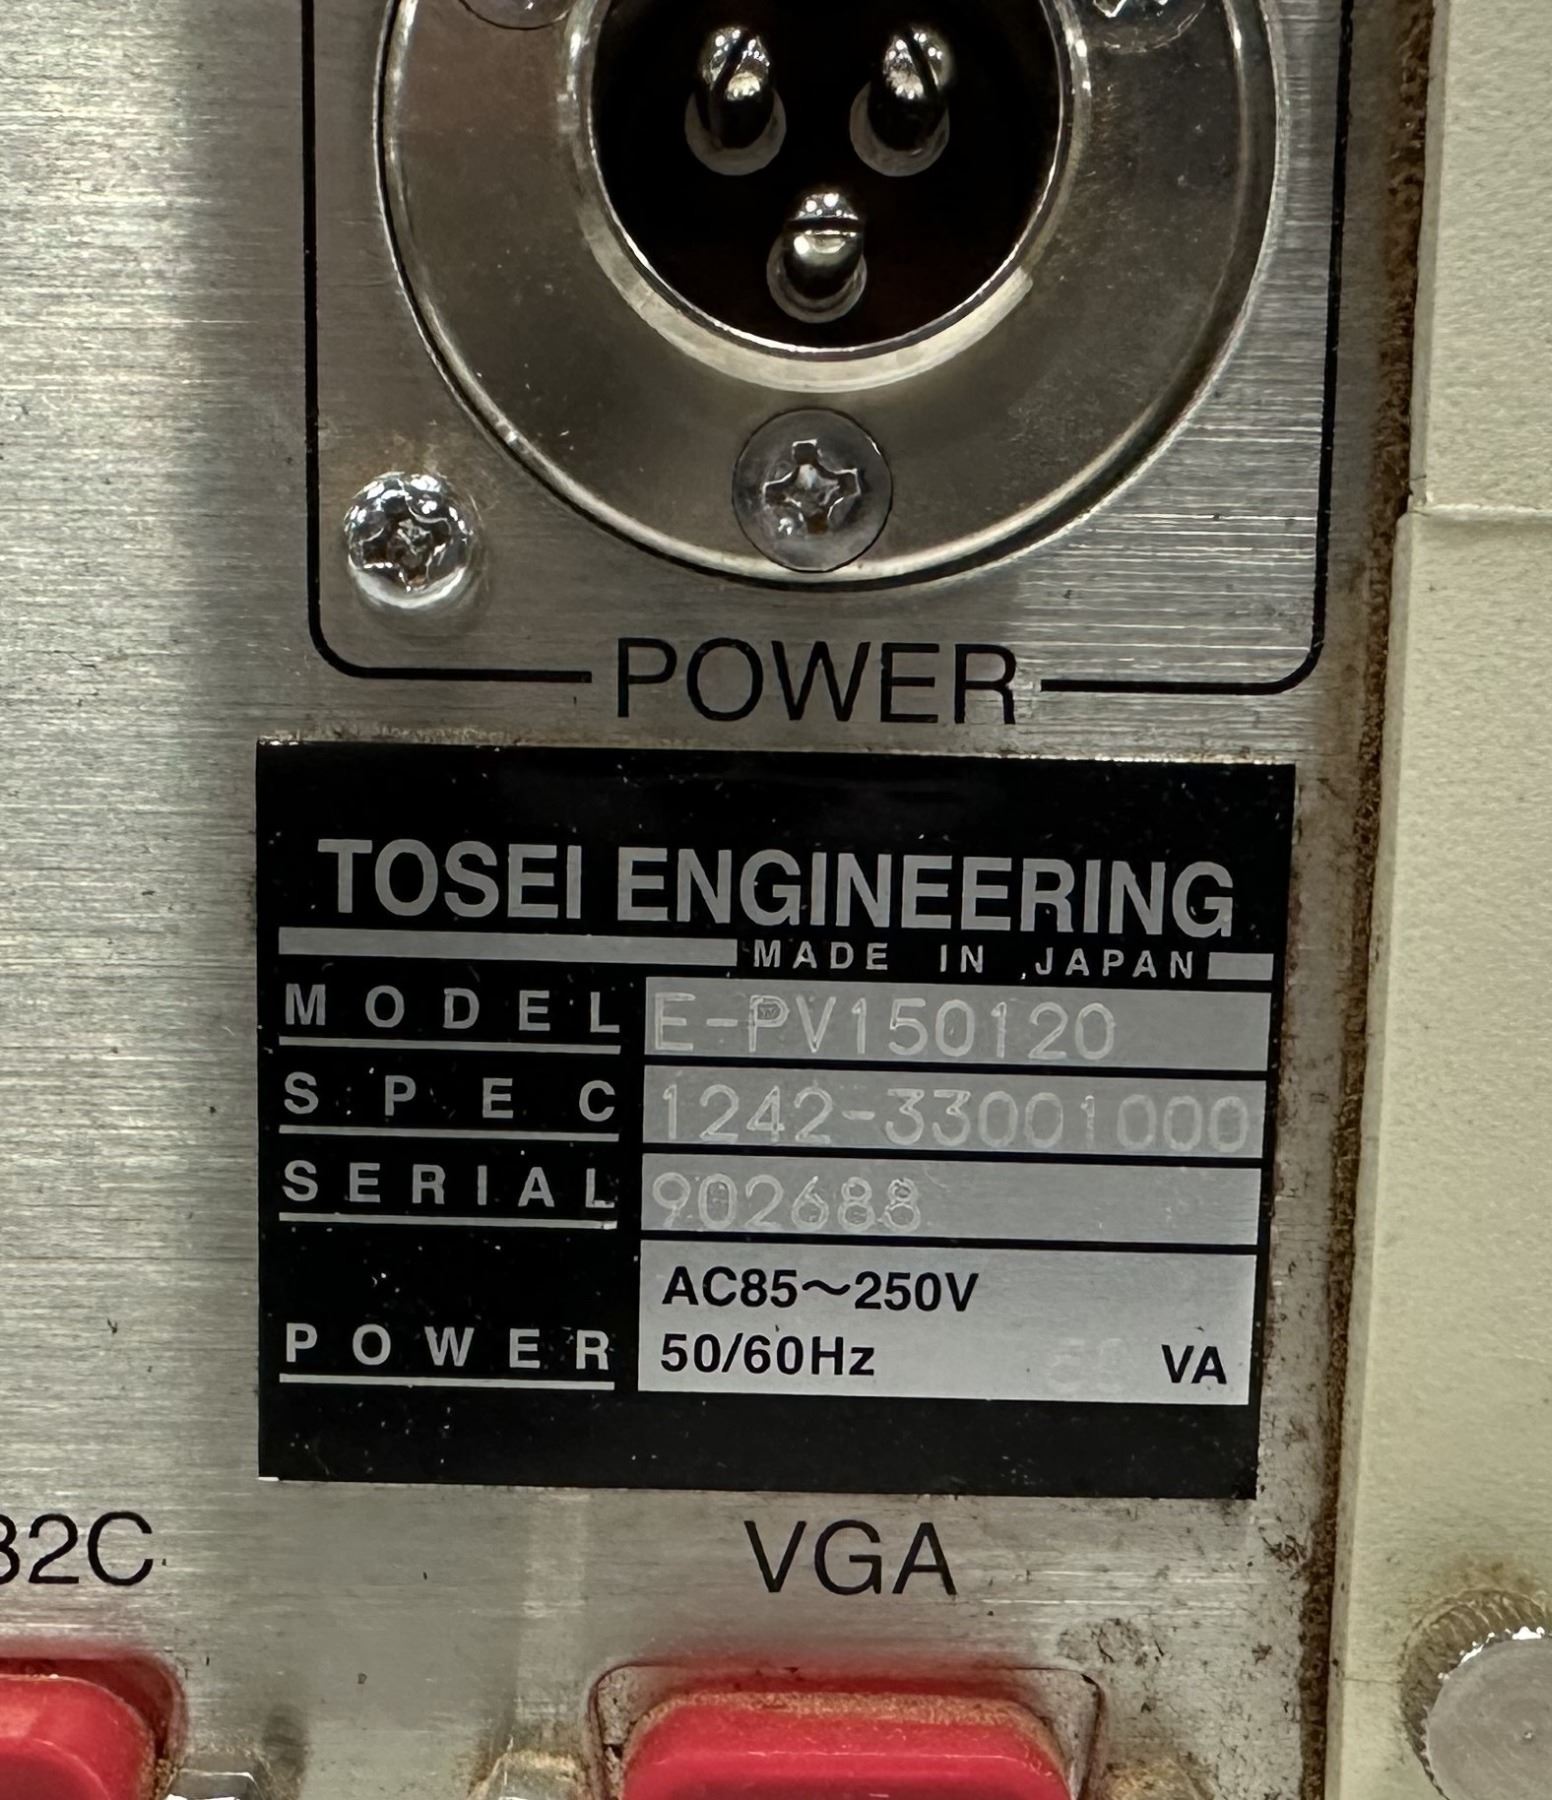 POWER
TOSEI ENGINEERING
MADE IN JAPAN
MODEL E-PV150120
SPEC 1242-33001000
SERIAL 902688
AC85～250V
POWER 50/60Hz VA
32C VGA